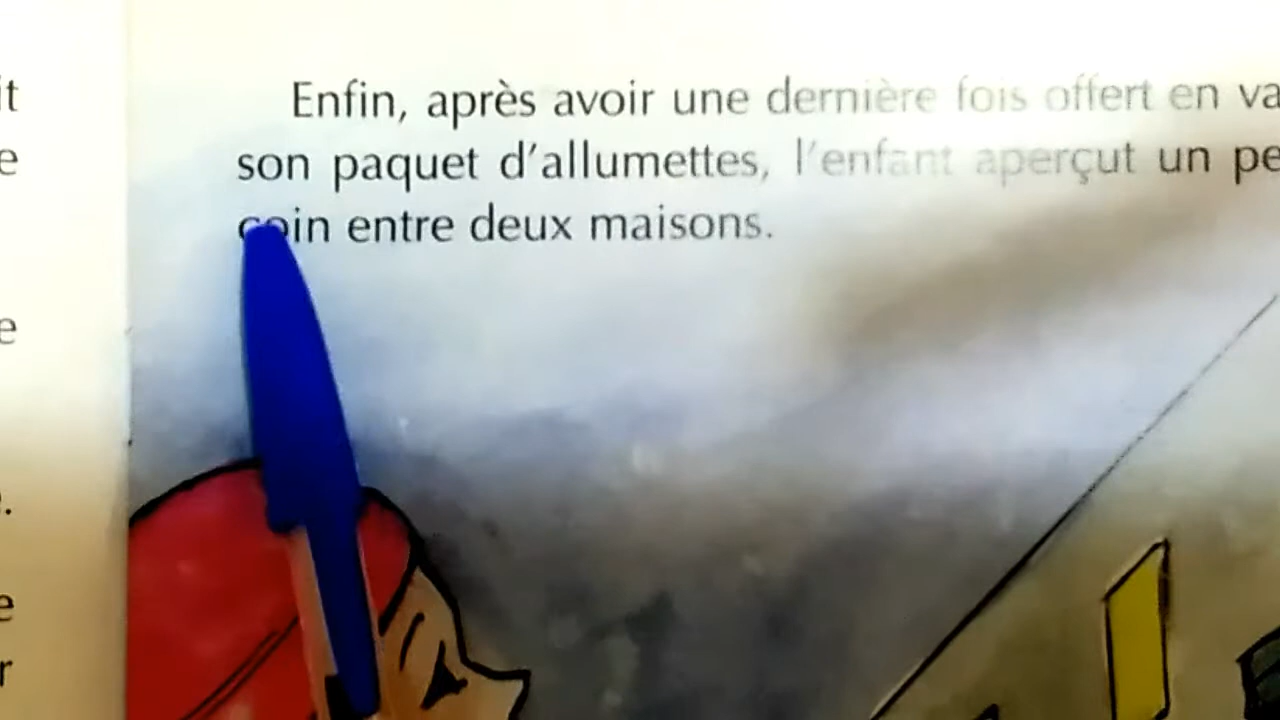 Enfin, après avoir une dernière fois offert en va
son paquet d'allumettes, l'enfant aperçut un pe
coin entre deux maisons.